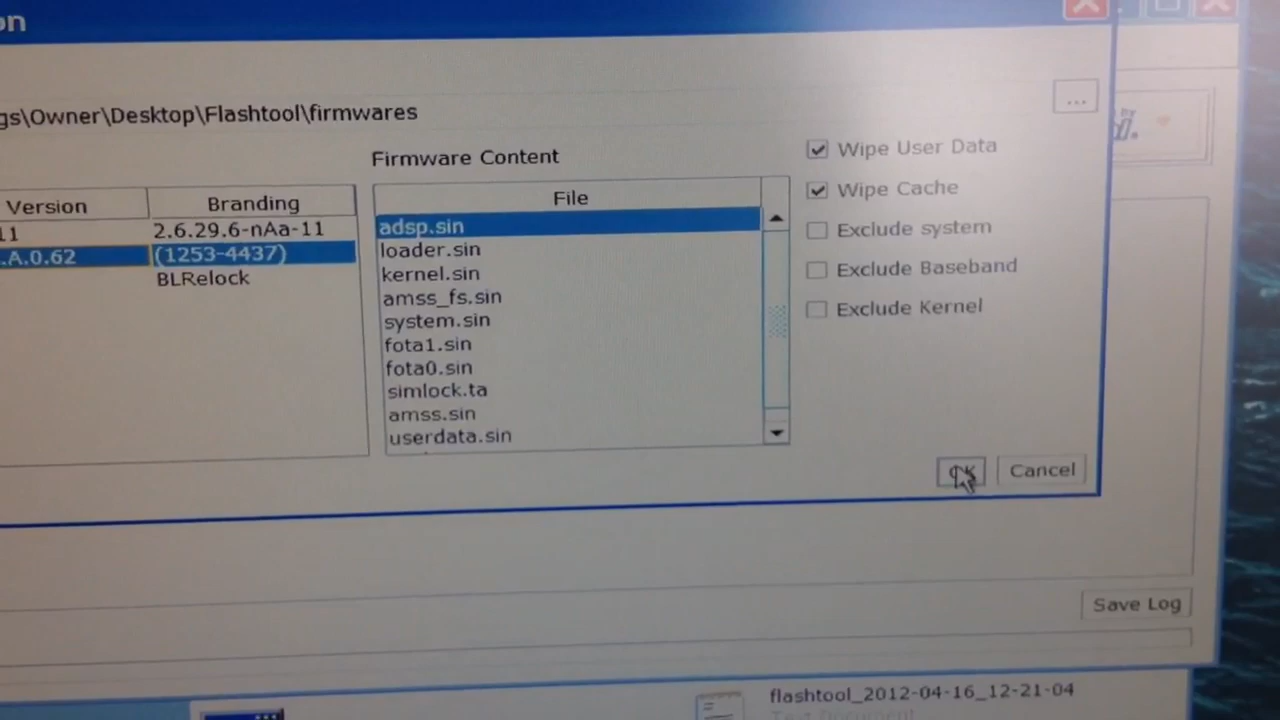 on
gs\Owner\Desktop\Flashtool\firmwares
...
Firmware Content
Version
Branding
File
11
2.6.29.6-nAa-11
.A.0.62
(1253-4437)
BLRelock
adsp.sin
loader.sin
kernel.sin
amss_fs.sin
system.sin
fota1.sin
fota0.sin
simlock.ta
amss.sin
userdata.sin
Wipe User Data
Wipe Cache
Exclude system
Exclude Baseband
Exclude Kernel
OK
Cancel
Save Log
flashtool_2012-04-16_12-21-04
Text Document